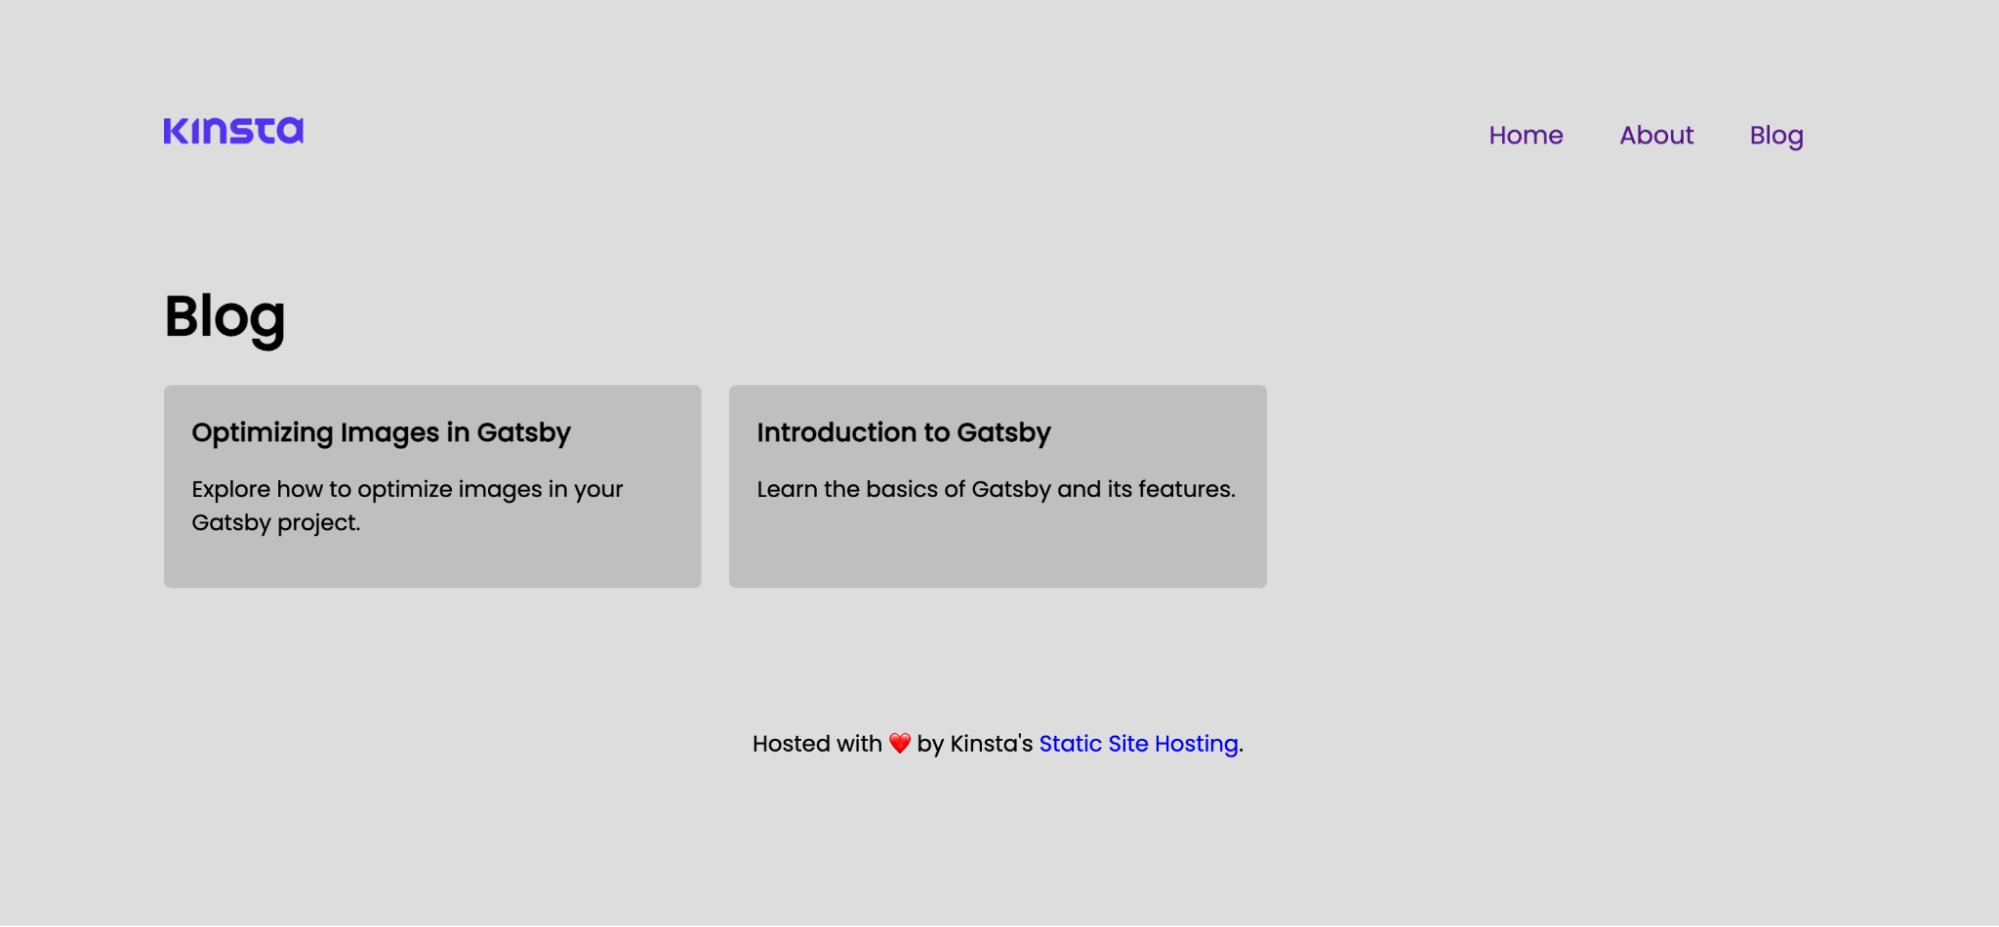 Kinsta
Home About Blog
Blog
Optimizing Images in Gatsby
Explore how to optimize images in your
Gatsby project.
Introduction to Gatsby
Learn the basics of Gatsby and its features.
Hosted with ❤️ by Kinsta's Static Site Hosting.